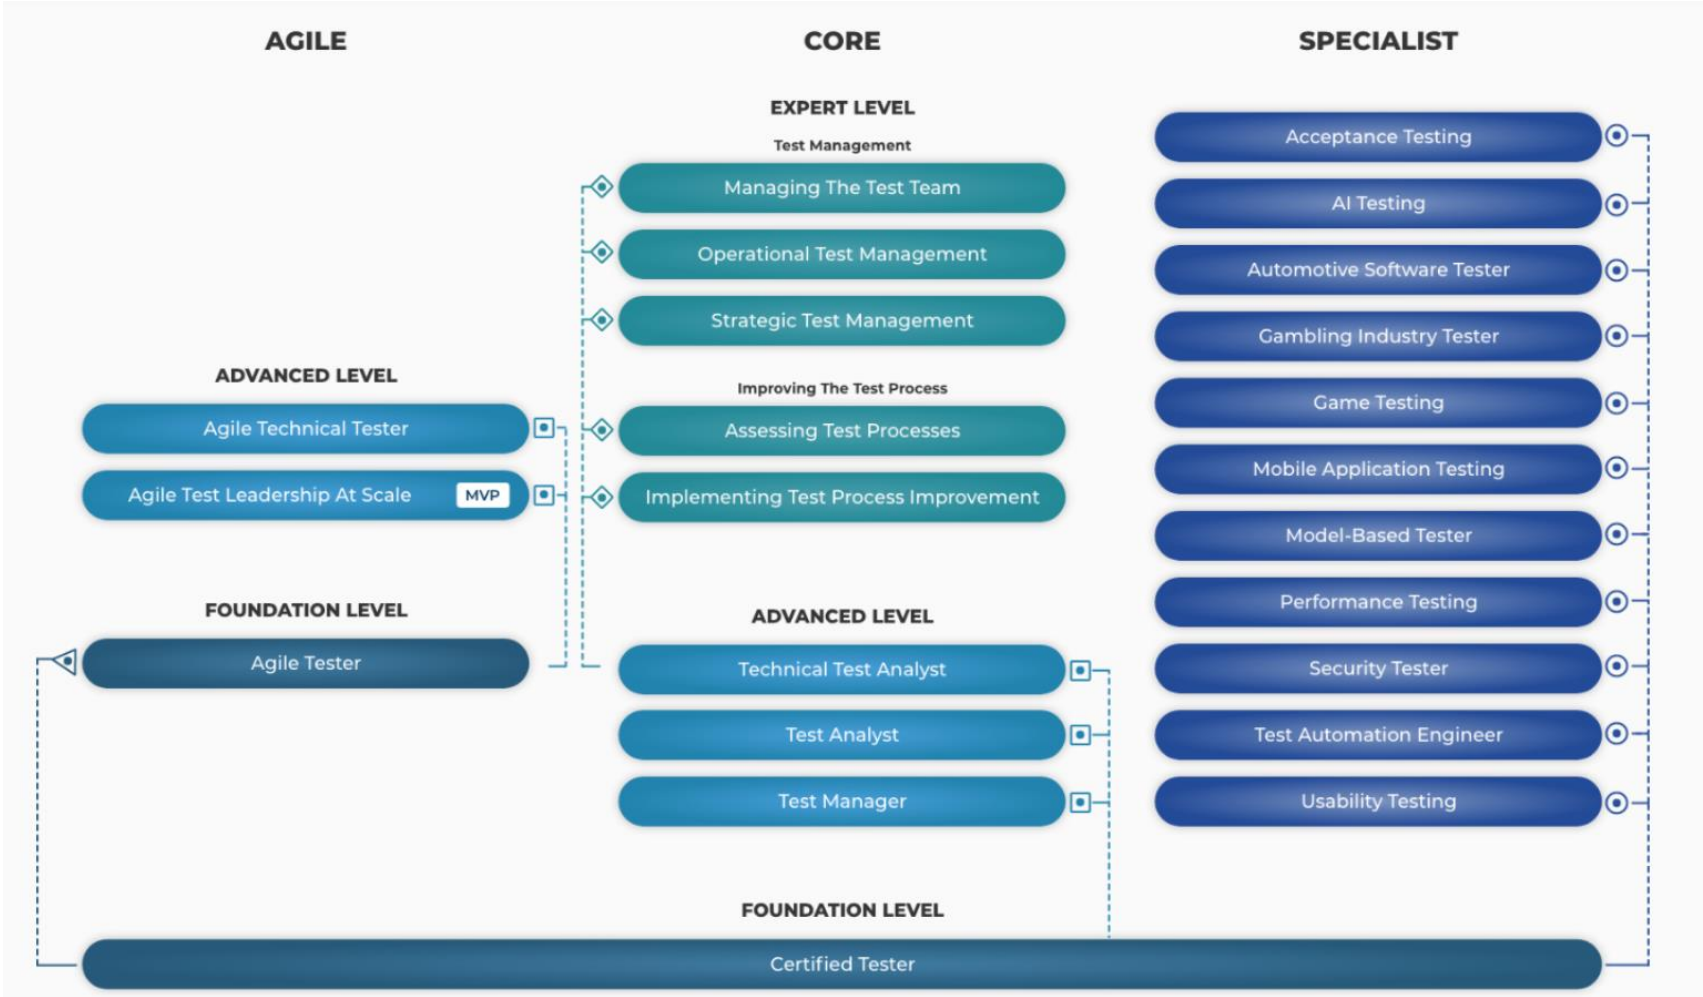 AGILE
ADVANCED LEVEL
Agile Technical Tester
Agile Test Leadership At Scale MVP
FOUNDATION LEVEL
Agile Tester
CORE
EXPERT LEVEL
Test Management
Managing The Test Team
Operational Test Management
Strategic Test Management
Improving The Test Process
Assessing Test Processes
Implementing Test Process Improvement
ADVANCED LEVEL
Technical Test Analyst
Test Analyst
Test Manager
SPECIALIST
Acceptance Testing
AI Testing
Automotive Software Tester
Gambling Industry Tester
Game Testing
Mobile Application Testing
Model-Based Tester
Performance Testing
Security Tester
Test Automation Engineer
Usability Testing
FOUNDATION LEVEL
Certified Tester